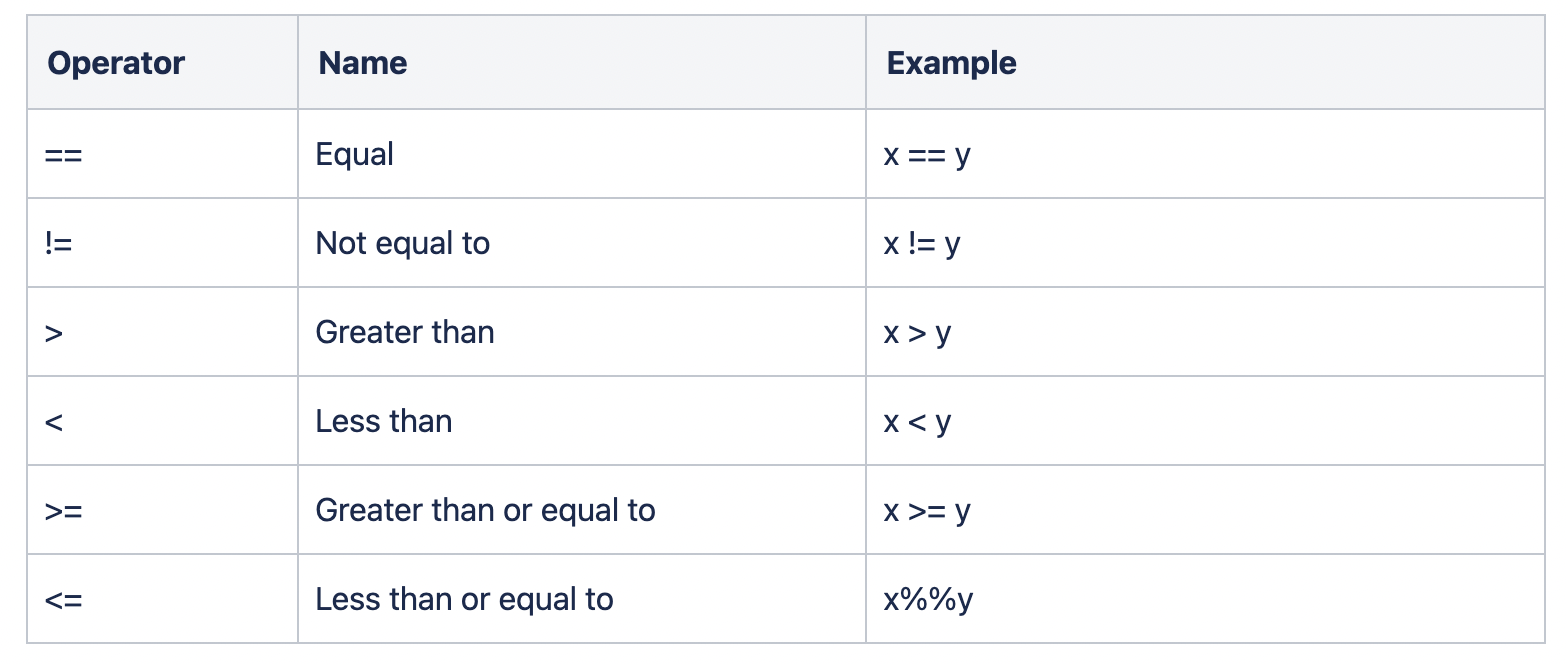 Operator Name Example
== Equal x == y
!= Not equal to x != y
> Greater than x > y
< Less than x < y
>= Greater than or equal to x >= y
<= Less than or equal to x%%y